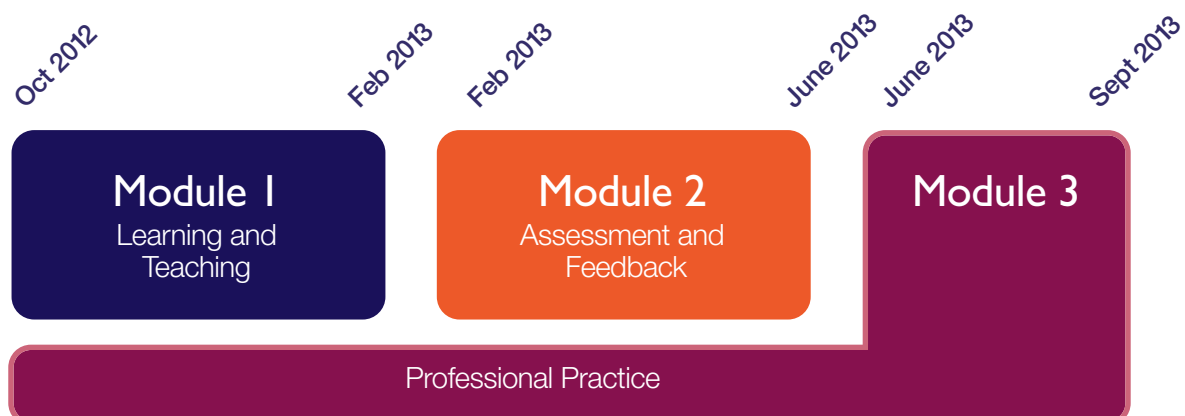 Oct 2012
Feb 2013
Feb 2013
June 2013
June 2013
Sept 2013
Module 1
Learning and
Teaching
Module 2
Assessment and
Feedback
Module 3
Professional Practice